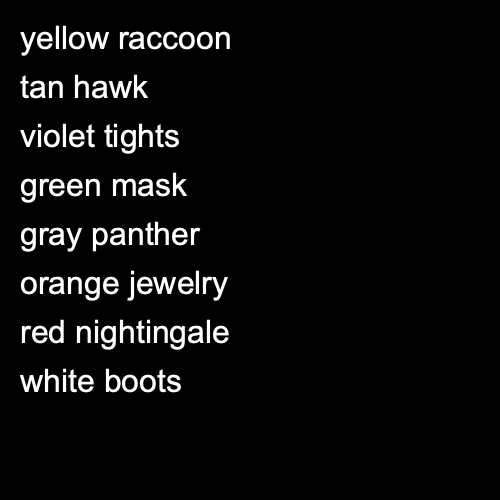 yellow raccoon
tan hawk
violet tights
green mask
gray panther
orange jewelry
red nightingale
white boots